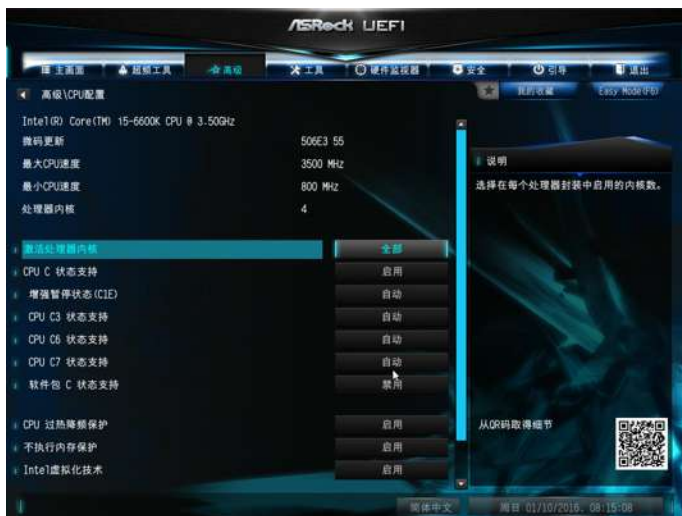 ASRock UEFI
主画面 超频工具 高级 工具 硬件监视器 安全 引导 退出
高级\CPU配置
我的收藏 Easy Mode(F6)
Intel(R) Core(TM) i5-6600K CPU @ 3.50GHz
微码更新 506E3 55
最大CPU速度 3500 MHz
最小CPU速度 800 MHz
处理器内核 4
激活处理器内核 全部
CPU C 状态支持 启用
增强暂停状态(C1E) 自动
CPU C3 状态支持 自动
CPU C6 状态支持 自动
CPU C7 状态支持 自动
软件包 C 状态支持 禁用
CPU 过热降频保护 启用
不执行内存保护 启用
Intel虚拟化技术 启用
说明
选择在每个处理器封装中启用的内核数。
从QR码取得细节
简体中文
周日 01/10/2016. 08:15:08